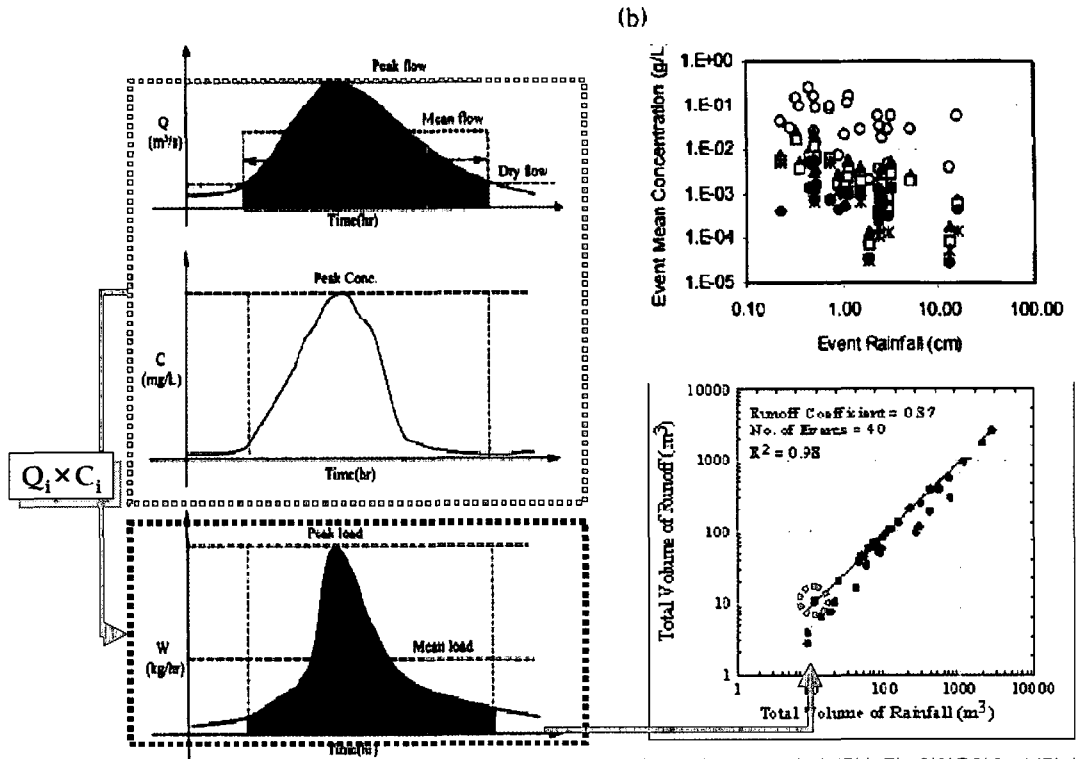 Peak flow
Q
(m³/s)
Mean flow
Dry flow
Time(hr)
Peak Conc.
C
(mg/L)
Time(hr)
Qi×Ci
Peak load
W
(kg/hr)
Mean load
Time(hr)
(b)
Event Mean Concentration (g/L)
1.E+00
1.E-01
1.E-02
1.E-03
1.E-04
1.E-05
0.10
1.00
10.00
100.00
Event Rainfall (cm)
Total Volume of Runoff (m³)
10000
1000
100
10
1
Runoff Coefficient = 0.87
No. of Events = 40
R² = 0.98
1
100
1000
10000
Total Volume of Rainfall (m³)